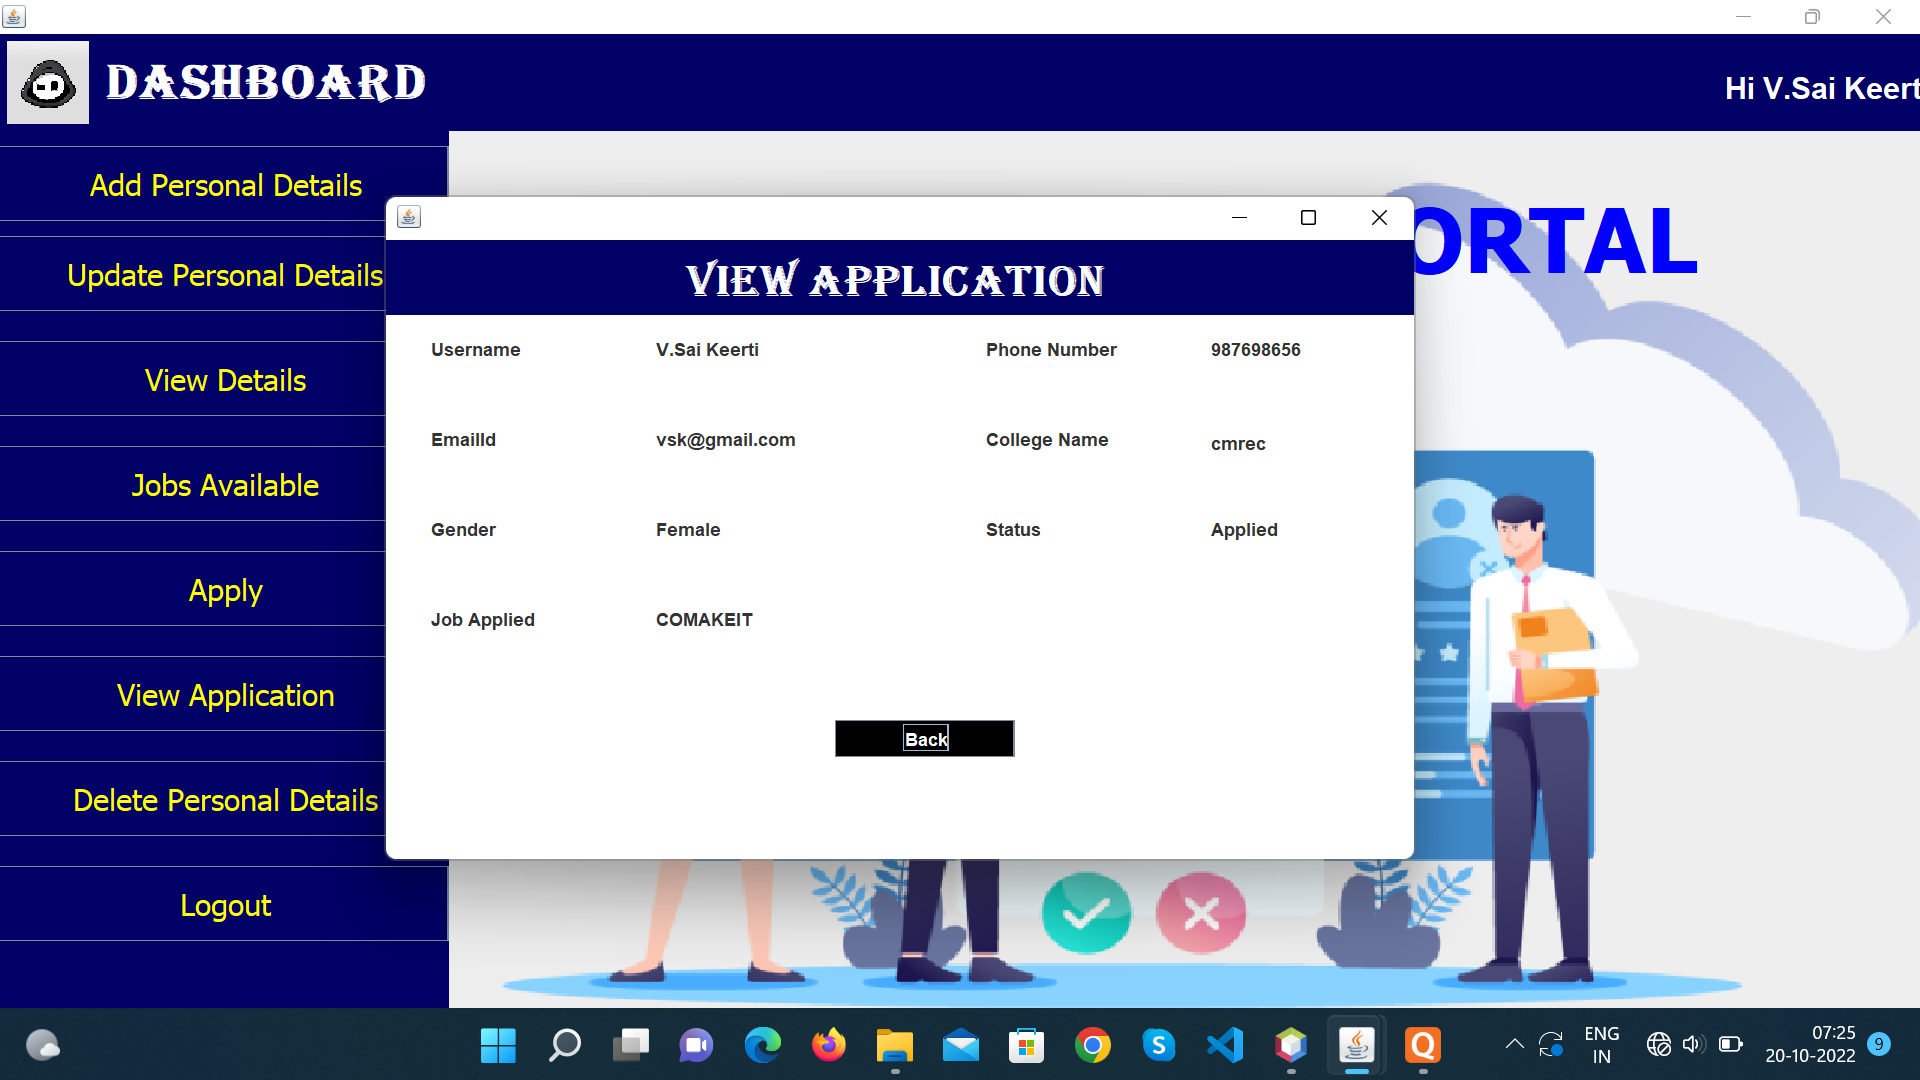 DASHBOARD
Hi V.Sai Keert
Add Personal Details
Update Personal Details
View Details
Jobs Available
Apply
View Application
Delete Personal Details
Logout
ORTAL
VIEW APPLICATION
Username V.Sai Keerti Phone Number 987698656
EmailId vsk@gmail.com College Name cmrec
Gender Female Status Applied
Job Applied COMAKEIT
Back
ENG
IN
07:25
20-10-2022
9